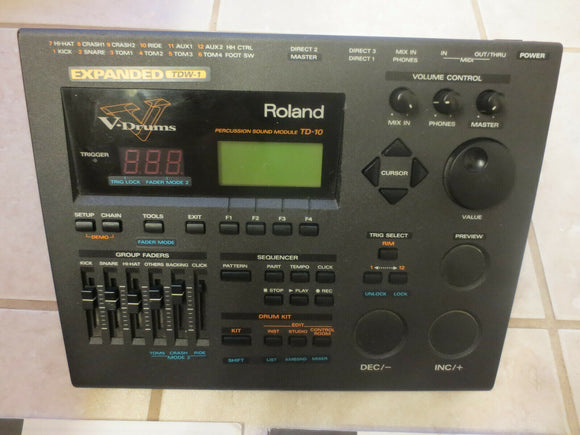 7 HI-HAT 8 CRASH1 9 CRASH2 10 RIDE 11 AUX1 12 AUX2 HH CTRL
1 KICK 2 SNARE 3 TOM1 4 TOM2 5 TOM3 6 TOM4 FOOT SW
DIRECT 2 DIRECT 3 MIX IN IN OUT/THRU
MASTER DIRECT 1 PHONES MIDI POWER
EXPANDED TDW-1
VOLUME CONTROL
V-Drums
Roland
PERCUSSION SOUND MODULE TD-10
MIX IN PHONES MASTER
TRIGGER
888
TRIG LOCK FADER MODE 2
CURSOR
VALUE
SETUP CHAIN TOOLS EXIT F1 F2 F3 F4
DEMO
FADER MODE
TRIG SELECT
RIM
PREVIEW
GROUP FADERS
KICK SNARE HI-HAT OTHERS BACKING CLICK
SEQUENCER
PATTERN PART TEMPO CLICK
1 12
UNLOCK LOCK
■ STOP ▶ PLAY ● REC
DRUM KIT
EDIT
KIT INST STUDIO CONTROL ROOM
SHIFT LIST AMBIENC MIXER
TOMS CRASH RIDE
MODE 2
DEC/− INC/+